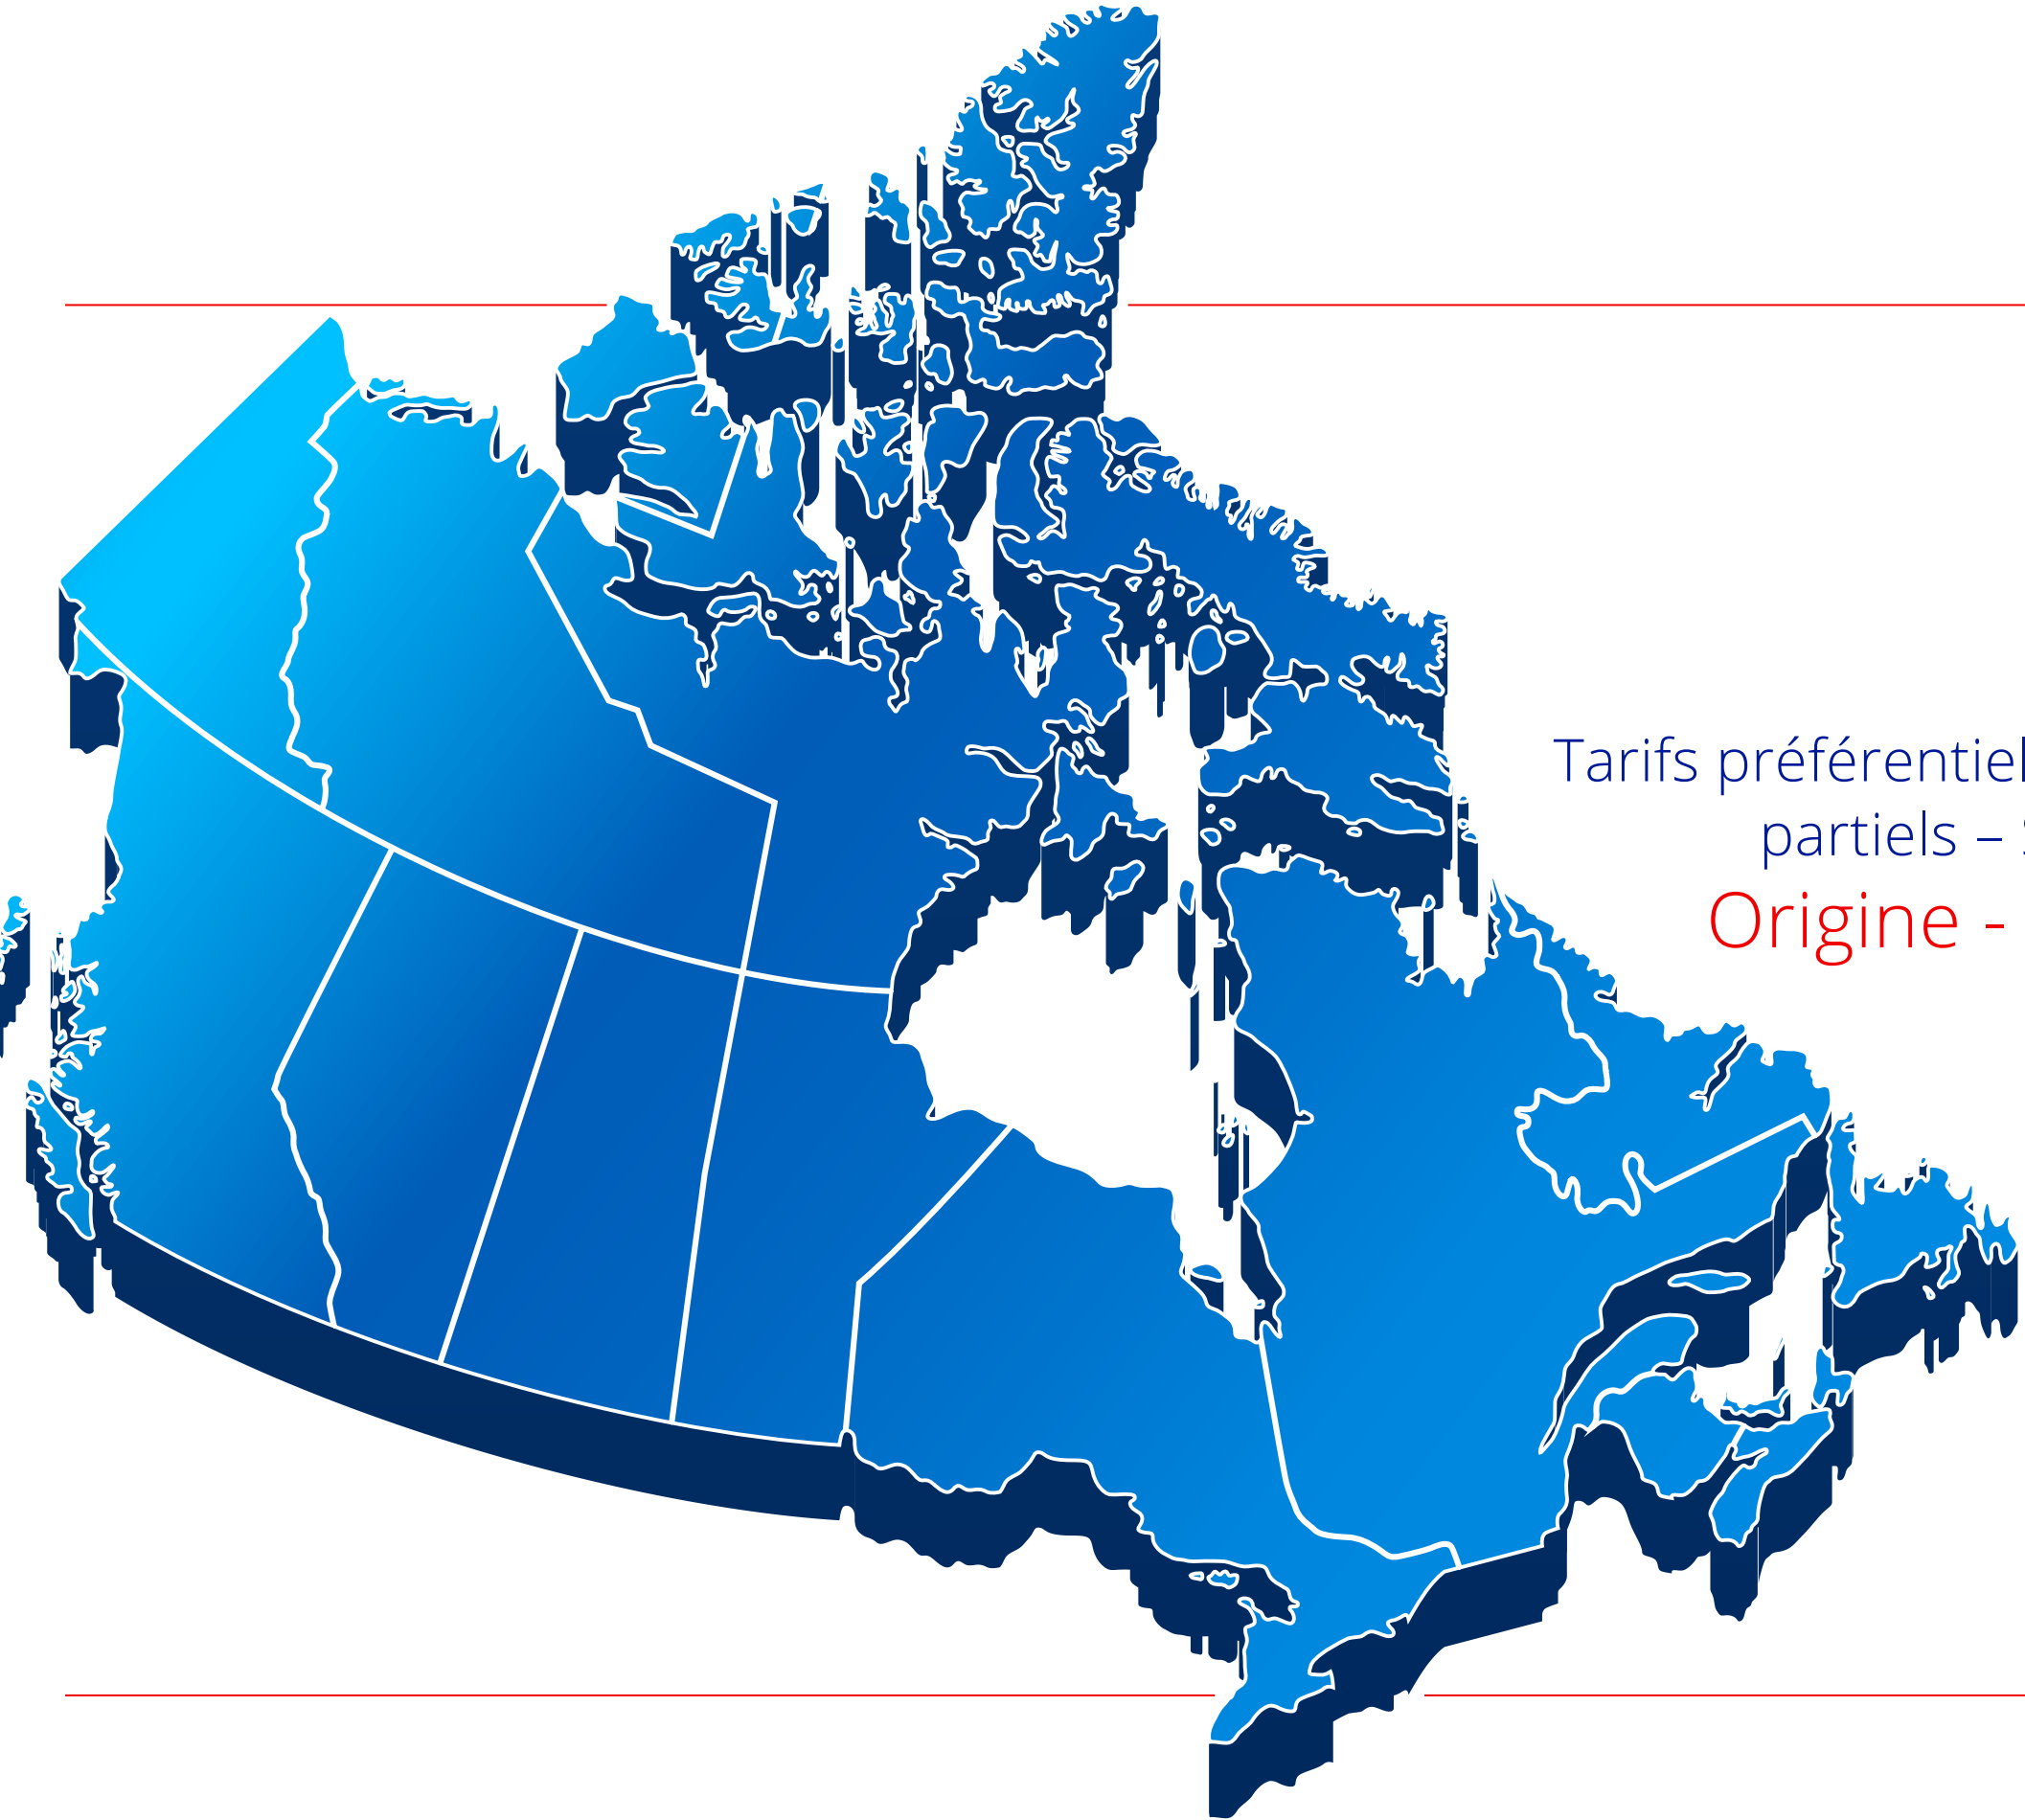 Tarifs préférentiel
partiels –
Origine -